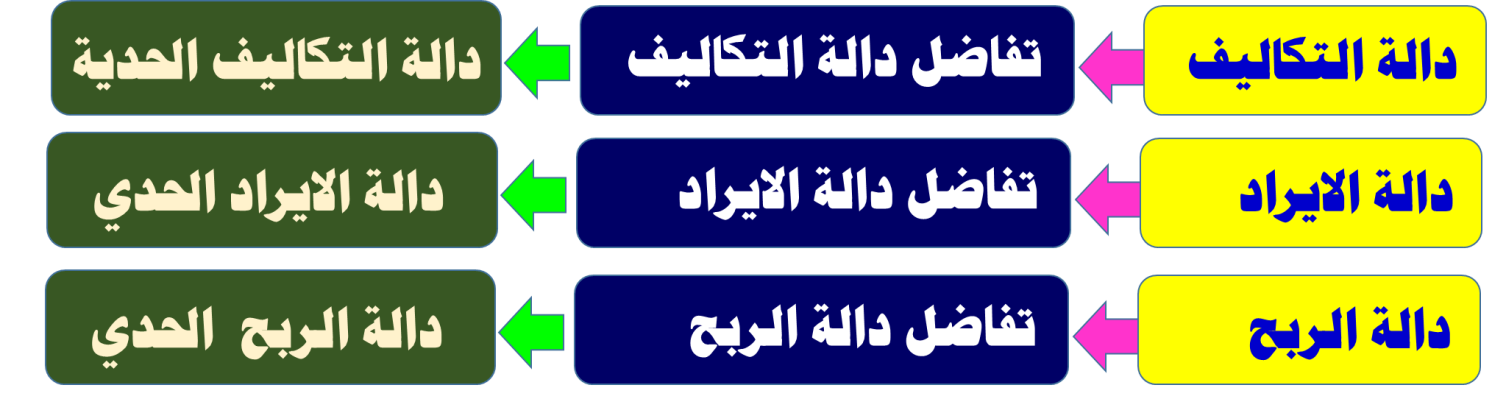 دالة التكاليف
تفاضل دالة التكاليف
دالة التكاليف الحدية
دالة الايراد
تفاضل دالة الايراد
دالة الايراد الحدي
دالة الربح
تفاضل دالة الربح
دالة الربح الحدي